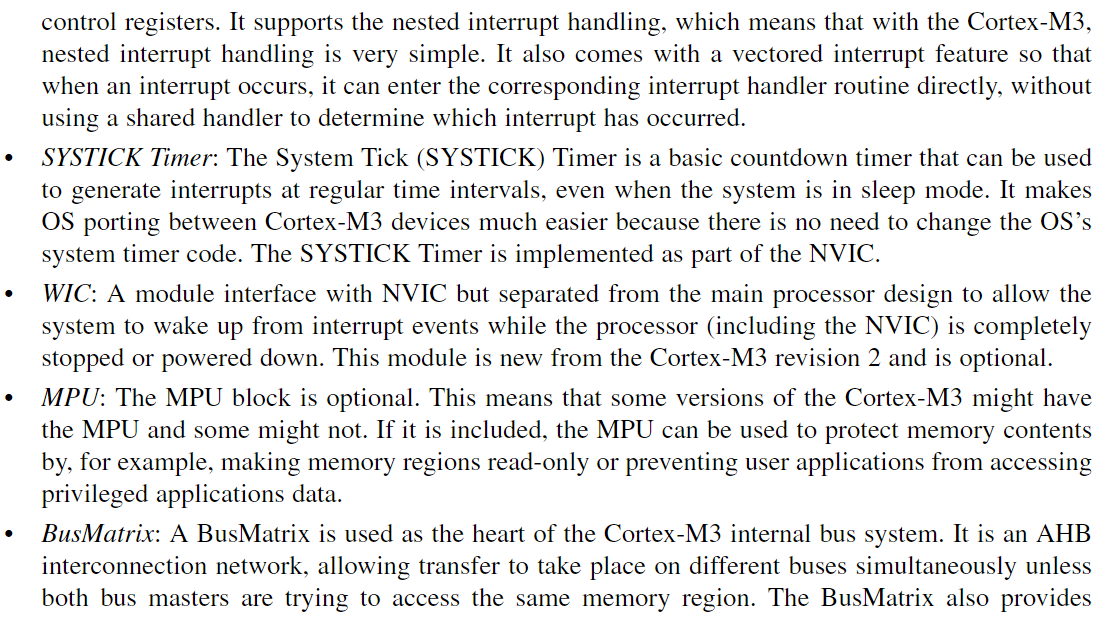 control registers. It supports the nested interrupt handling, which means that with the Cortex-M3,
nested interrupt handling is very simple. It also comes with a vectored interrupt feature so that
when an interrupt occurs, it can enter the corresponding interrupt handler routine directly, without
using a shared handler to determine which interrupt has occurred.
• SYSTICK Timer: The System Tick (SYSTICK) Timer is a basic countdown timer that can be used
to generate interrupts at regular time intervals, even when the system is in sleep mode. It makes
OS porting between Cortex-M3 devices much easier because there is no need to change the OS’s
system timer code. The SYSTICK Timer is implemented as part of the NVIC.
• WIC: A module interface with NVIC but separated from the main processor design to allow the
system to wake up from interrupt events while the processor (including the NVIC) is completely
stopped or powered down. This module is new from the Cortex-M3 revision 2 and is optional.
• MPU: The MPU block is optional. This means that some versions of the Cortex-M3 might have
the MPU and some might not. If it is included, the MPU can be used to protect memory contents
by, for example, making memory regions read-only or preventing user applications from accessing
privileged applications data.
• BusMatrix: A BusMatrix is used as the heart of the Cortex-M3 internal bus system. It is an AHB
interconnection network, allowing transfer to take place on different buses simultaneously unless
both bus masters are trying to access the same memory region. The BusMatrix also provides